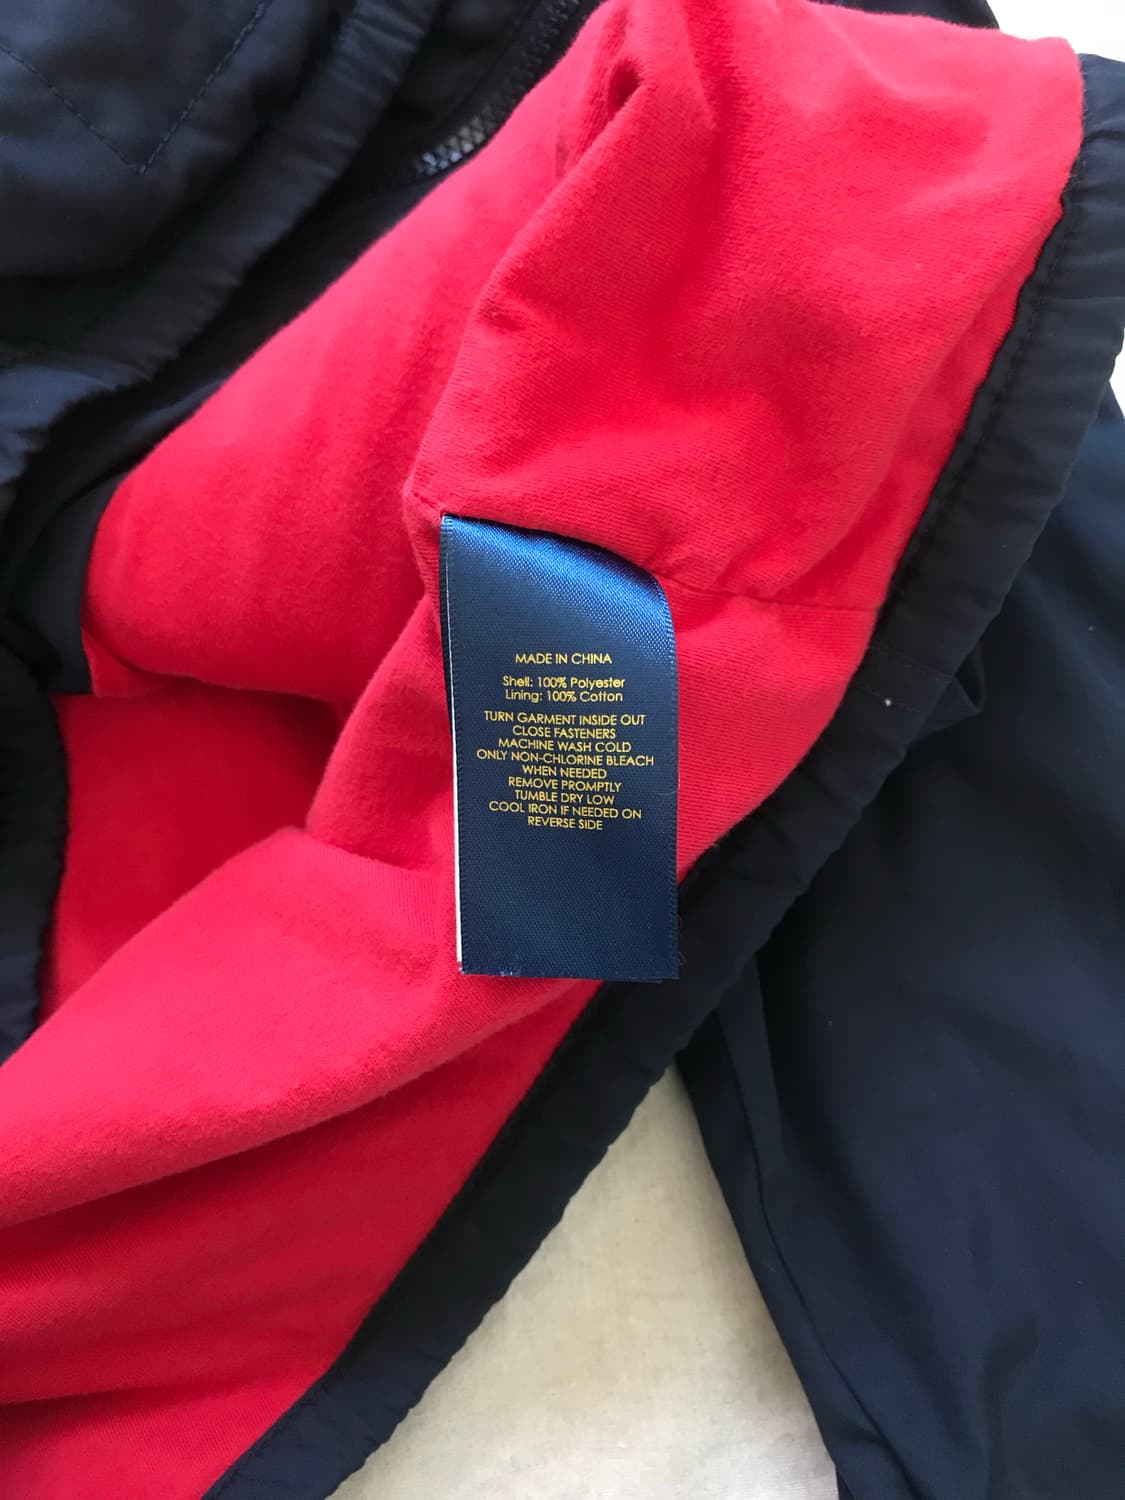 MADE IN CHINA
Shell: 100% Polyester
Lining: 100% Cotton
TURN GARMENT INSIDE OUT
CLOSE FASTENERS
MACHINE WASH COLD
ONLY NON-CHLORINE BLEACH
WHEN NEEDED
REMOVE PROMPTLY
TUMBLE DRY LOW
COOL IRON IF NEEDED ON
REVERSE SIDE